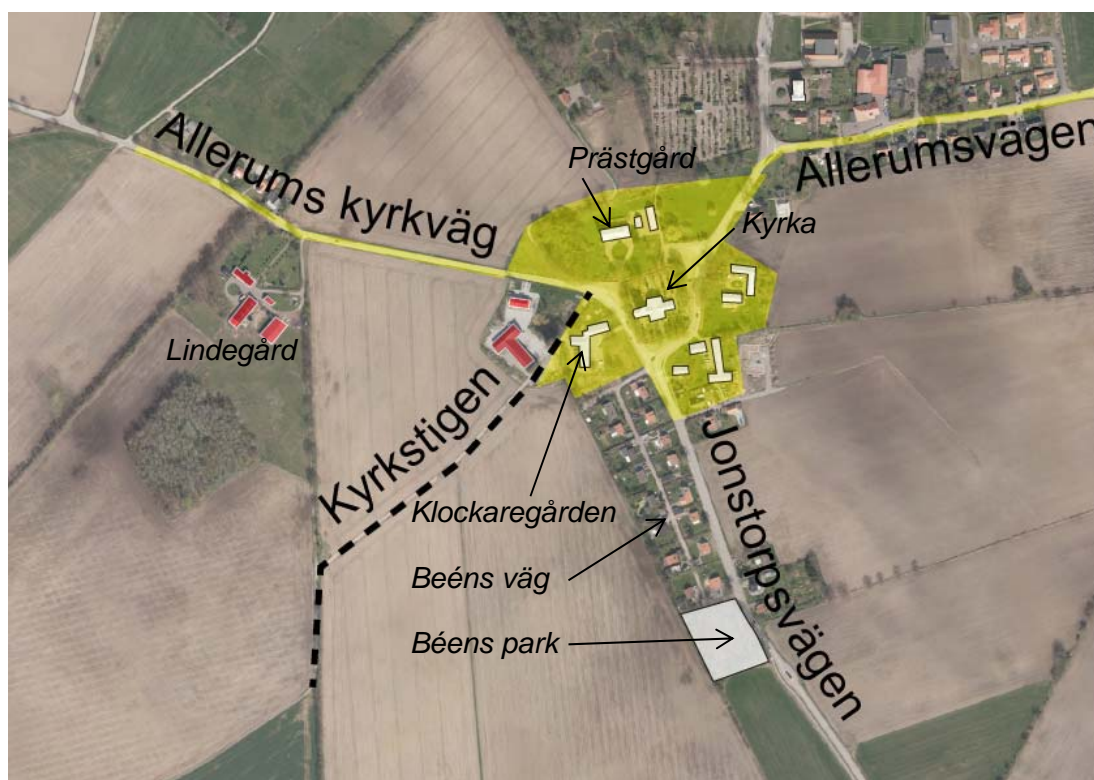 Allerums kyrkväg
Prästgård
Allerumsvägen
Kyrka
Lindegård
Kyrkstigen
Jonstorpsvägen
Klockaregården
Beéns väg
Béens park